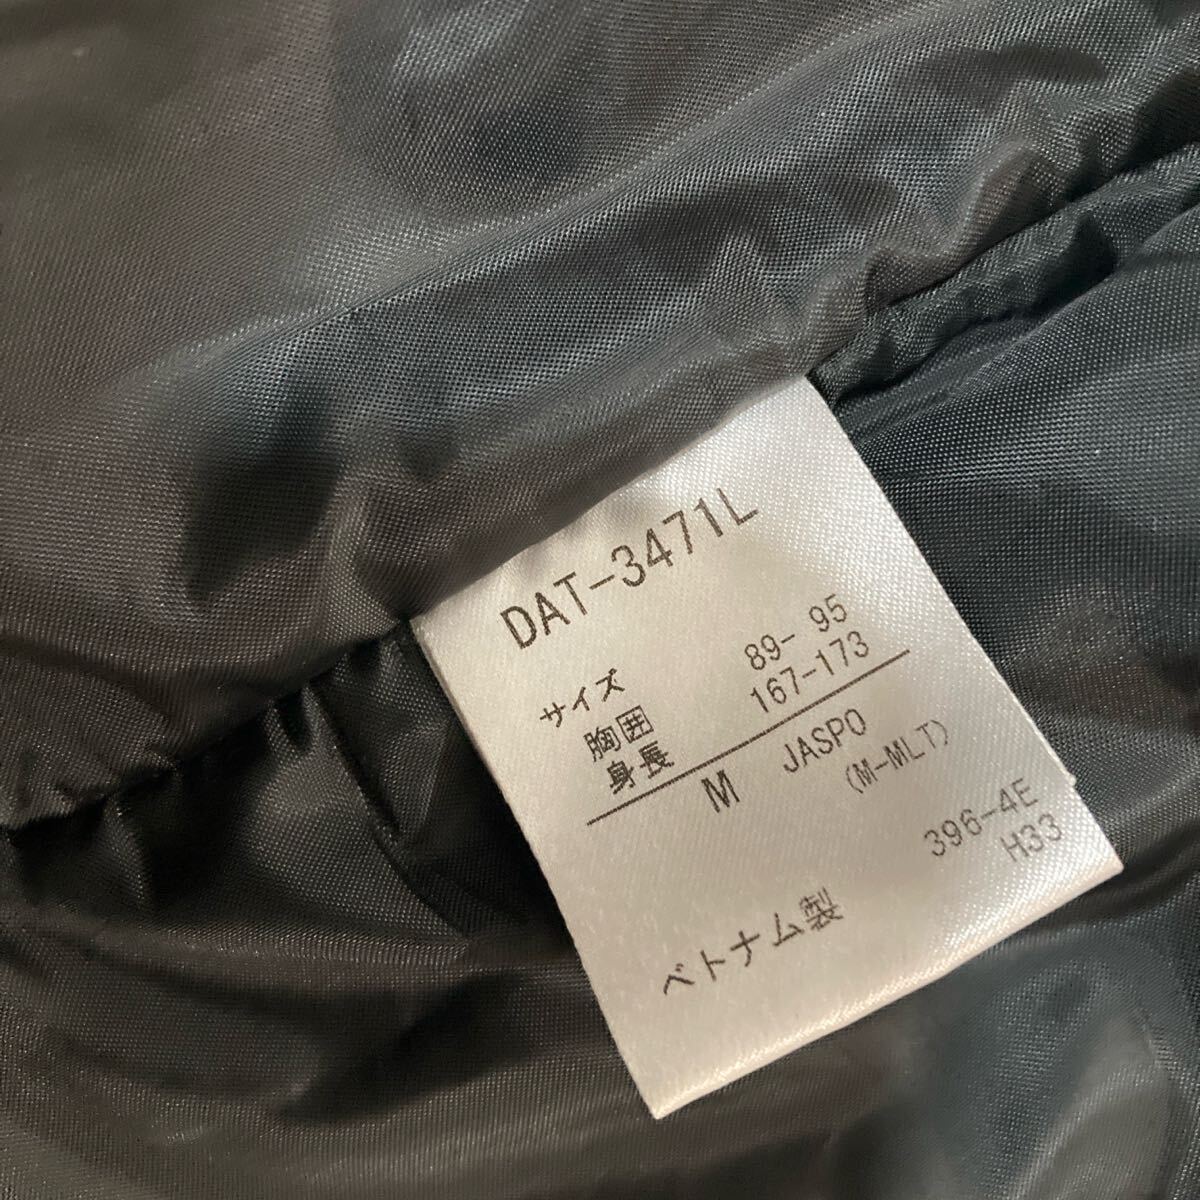 DAT-3471L
サイズ
胸囲 89- 95
身長 167-173
M JASPO
(M-MLT)
396-4E
H33
ベトナム製